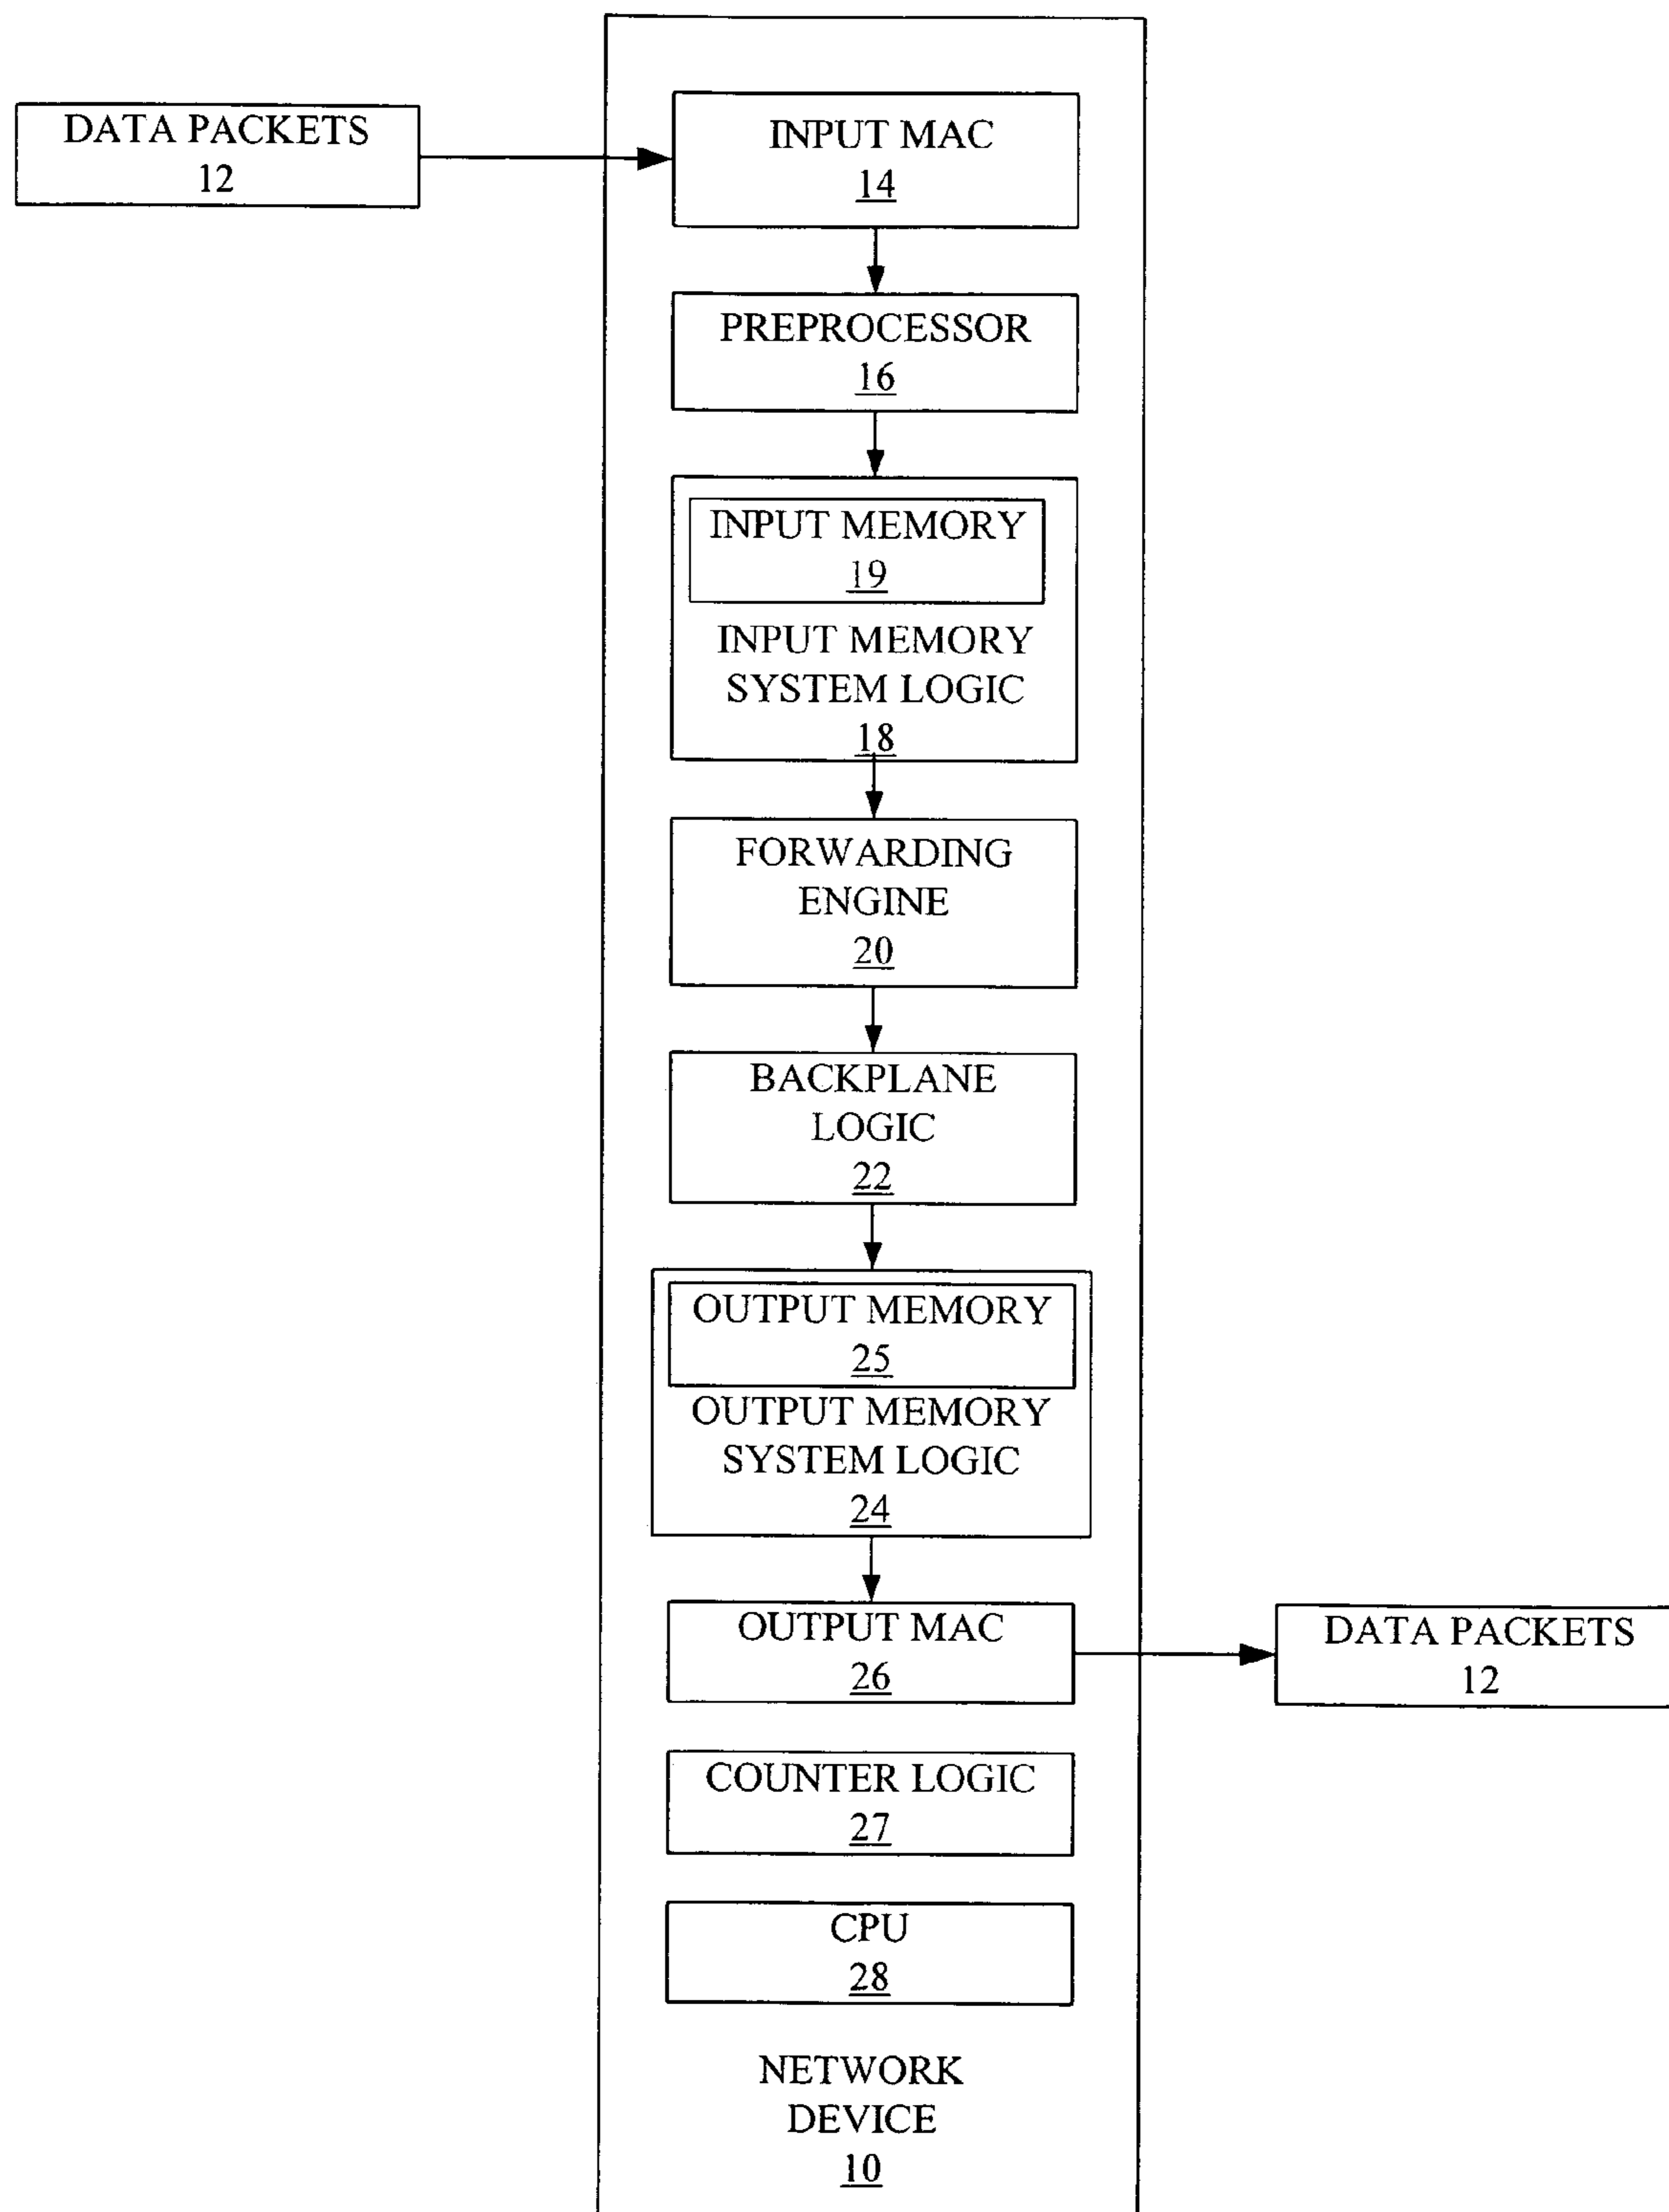 DATA PACKETS
12
INPUT MAC
14
PREPROCESSOR
16
INPUT MEMORY
19
INPUT MEMORY
SYSTEM LOGIC
18
FORWARDING
ENGINE
20
BACKPLANE
LOGIC
22
OUTPUT MEMORY
25
OUTPUT MEMORY
SYSTEM LOGIC
24
OUTPUT MAC
26
DATA PACKETS
12
COUNTER LOGIC
27
CPU
28
NETWORK
DEVICE
10